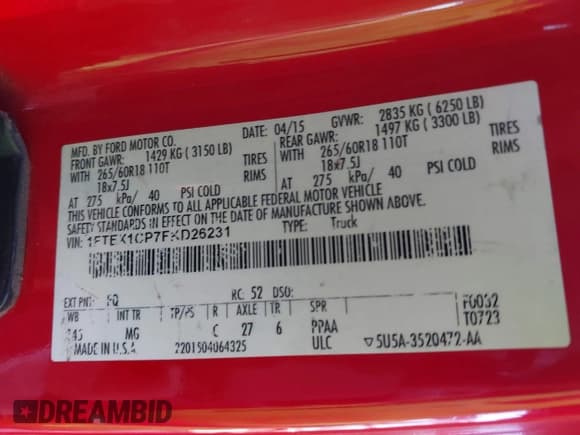 MFD. BY FORD MOTOR CO.
DATE: 04/15 GVWR: 2835 KG ( 6250 LB)
FRONT GAWR: 1429 KG ( 3150 LB) REAR GAWR: 1497 KG ( 3300 LB)
WITH 265/60R18 110T TIRES WITH 265/60R18 110T TIRES
18x7.5J RIMS 18x7.5J RIMS
AT 275 kPa/ 40 PSI COLD AT 275 kPa/ 40 PSI COLD
THIS VEHICLE CONFORMS TO ALL APPLICABLE FEDERAL MOTOR VEHICLE
SAFETY STANDARDS IN EFFECT ON THE DATE OF MANUFACTURE SHOWN ABOVE.
VIN: 1FTEX1CP7FKD26231 TYPE: Truck
EXT PNT: RC: 52 DSO: F0032
WB INT TR TP/PS R AXLE TR SPR T0723
MG C 27 6 PPAA
MADE IN U.S.A. 2201504064325 ULC ▽5U5A-3520472-AA
DREAMBID